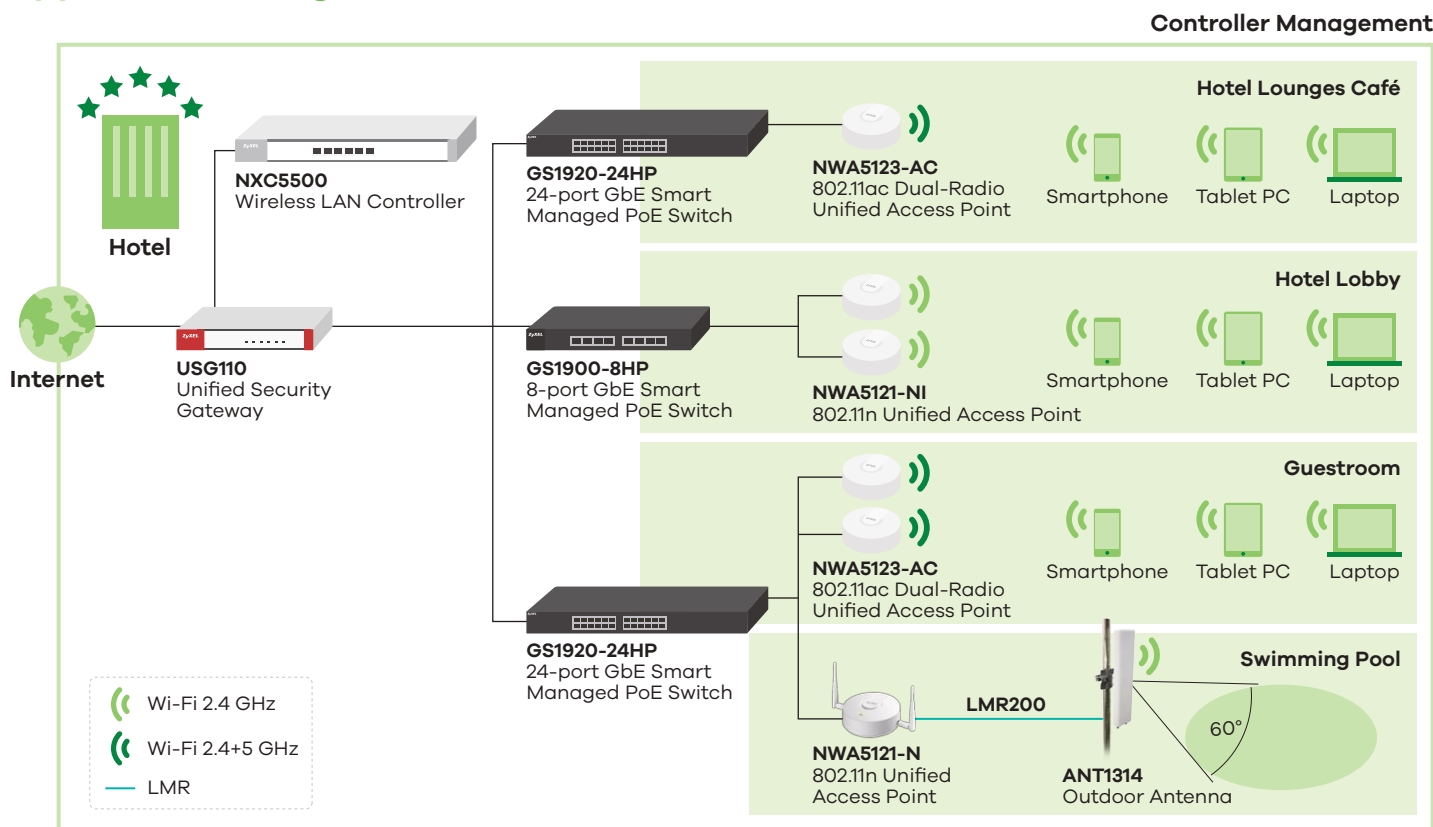 Controller Management
Hotel
Internet
ZyXEL
NXC5500
Wireless LAN Controller
ZyXEL
USG110
Unified Security
Gateway
GS1920-24HP
24-port GbE Smart
Managed PoE Switch
ZyXEL
GS1900-8HP
8-port GbE Smart
Managed PoE Switch
GS1920-24HP
24-port GbE Smart
Managed PoE Switch
Hotel Lounges Café
NWA5123-AC
802.11ac Dual-Radio
Unified Access Point
Smartphone
Tablet PC
Laptop
Hotel Lobby
NWA5121-NI
802.11n Unified Access Point
Smartphone
Tablet PC
Laptop
Guestroom
NWA5123-AC
802.11ac Dual-Radio
Unified Access Point
Smartphone
Tablet PC
Laptop
Swimming Pool
LMR200
60°
NWA5121-N
802.11n Unified
Access Point
ANT1314
Outdoor Antenna
Wi-Fi 2.4 GHz
Wi-Fi 2.4+5 GHz
LMR